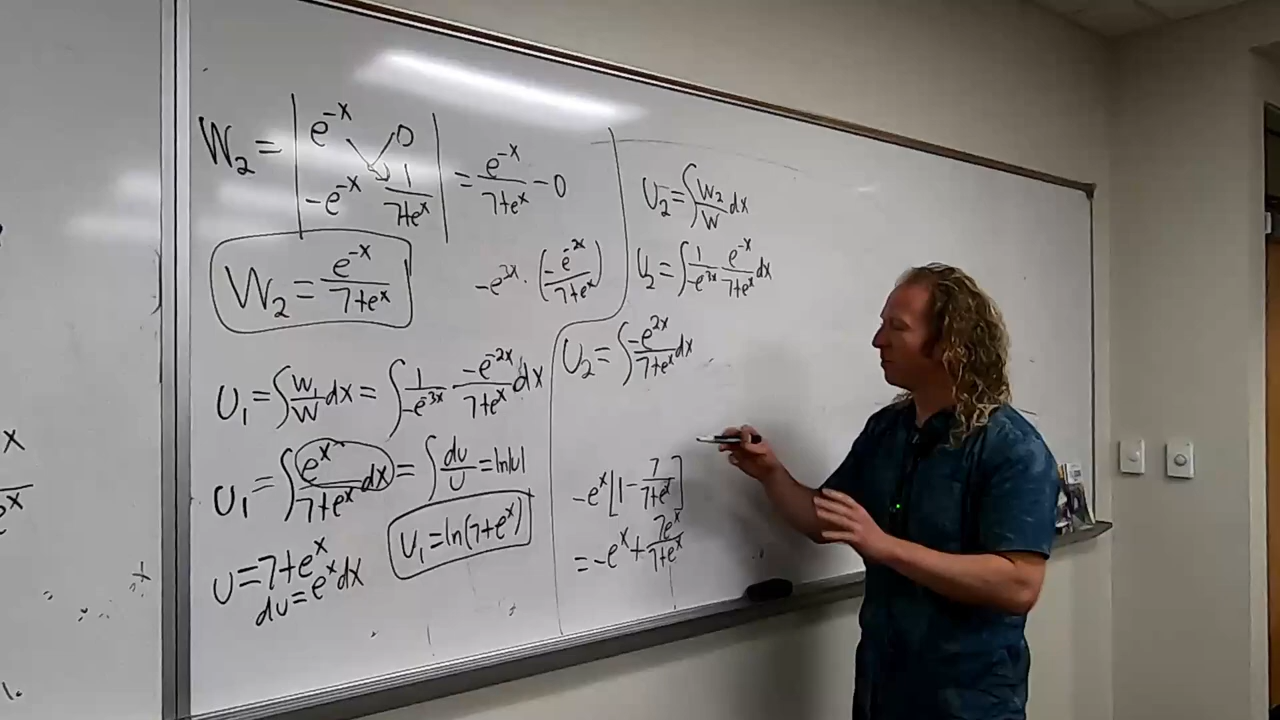 W₂ = | e^-x 0 |
| -e^-x 1/(7+e^x) | = e^-x/(7+e^x) - 0
W₂ = e^-x/(7+e^x)
-e^3x · (-e^-2x/(7+e^x))
U₁ = ∫ W₁/W dx = ∫ 1/(-e^-3x) · -e^-2x/(7+e^x) dx
U₁ = ∫ e^x/(7+e^x) dx = ∫ du/u = ln|u|
U₁ = ln(7+e^x)
u = 7+e^x
du = e^x dx
U₂ = ∫ W₂/W dx
U₂ = ∫ 1/(-e^-3x) e^-x/(7+e^x) dx
U₂ = ∫ -e^2x/(7+e^x) dx
-e^x [1 - 7/(7+e^x)]
= -e^x + 7e^x/(7+e^x)
x
e^x